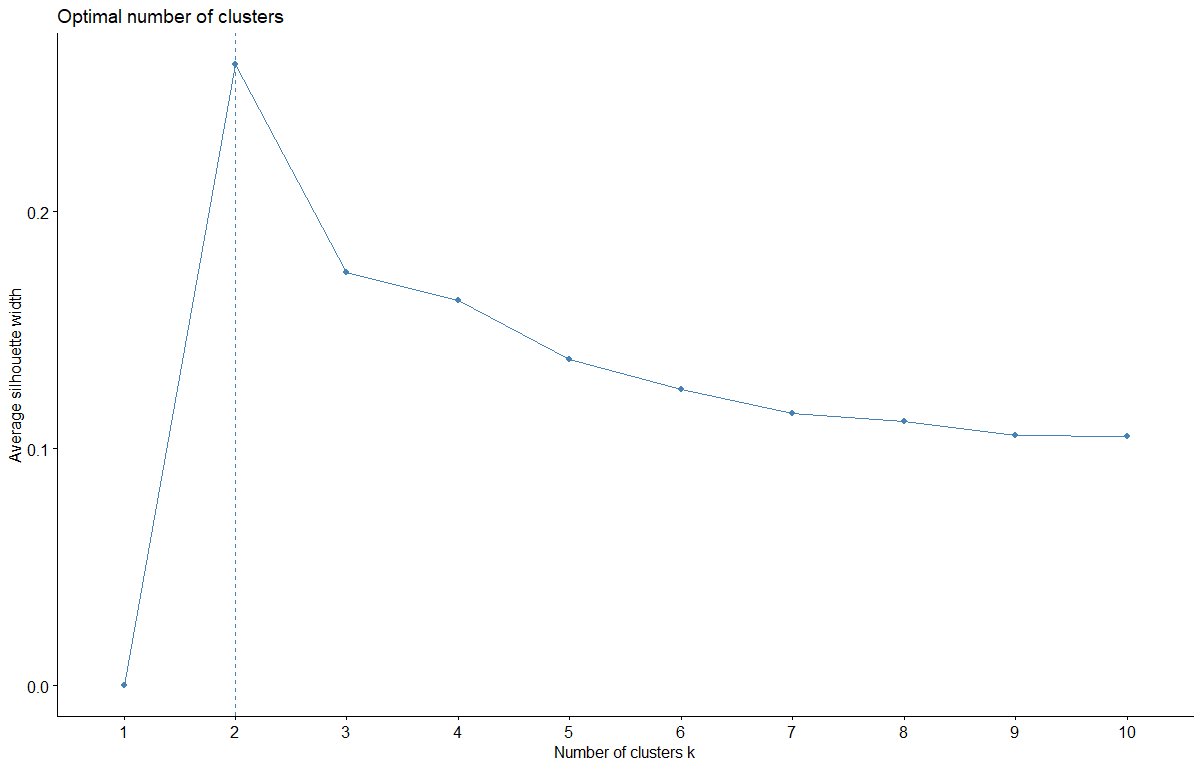 Optimal number of clusters
Average silhouette width
0.2
0.1
0.0
1 2 3 4 5 6 7 8 9 10
Number of clusters k